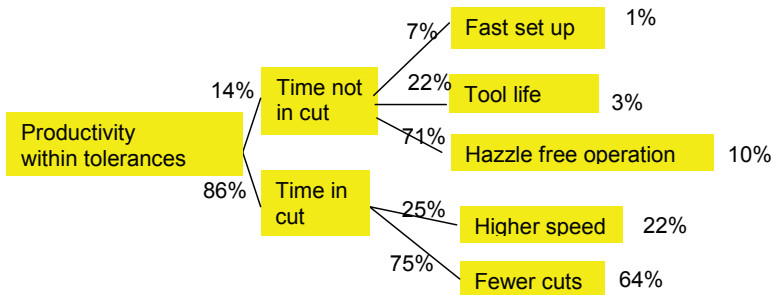 7%
Fast set up
1%
14%
Time not
in cut
22%
Tool life
3%
Productivity
within tolerances
71%
Hazzle free operation
10%
86%
Time in
cut
25%
Higher speed
22%
75%
Fewer cuts
64%